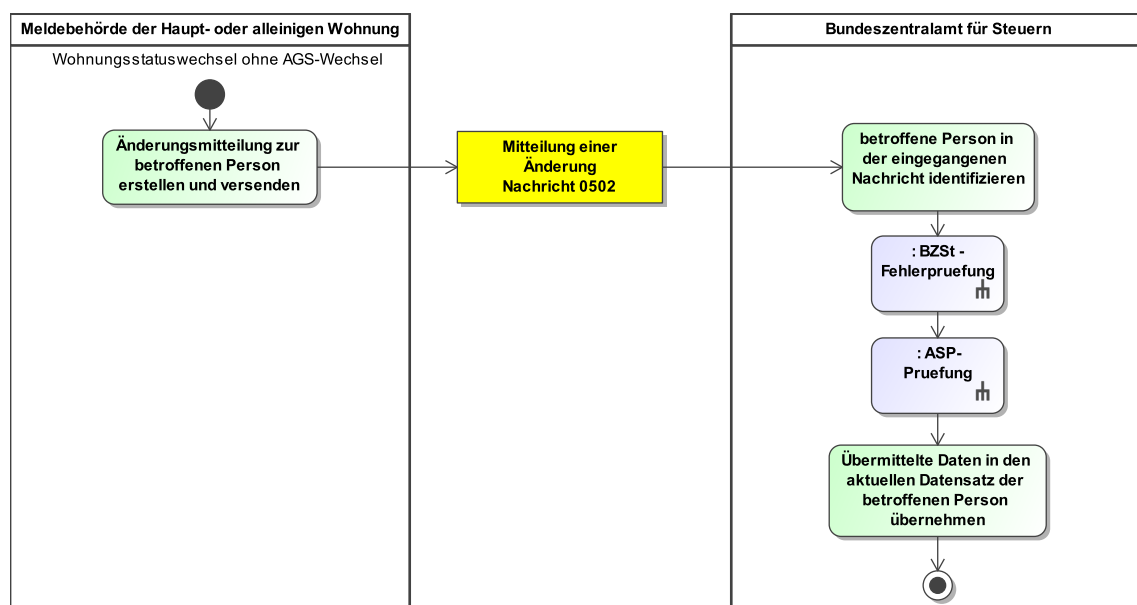 Meldebehörde der Haupt- oder alleinigen Wohnung
Wohnungsstatuswechsel ohne AGS-Wechsel
Änderungsmitteilung zur
betroffenen Person
erstellen und versenden
Mitteilung einer
Änderung
Nachricht 0502
Bundeszentralamt für Steuern
betroffene Person in
der eingegangenen
Nachricht identifizieren
: BZSt -
Fehlerpruefung
: ASP-
Pruefung
Übermittelte Daten in den
aktuellen Datensatz der
betroffenen Person
übernehmen